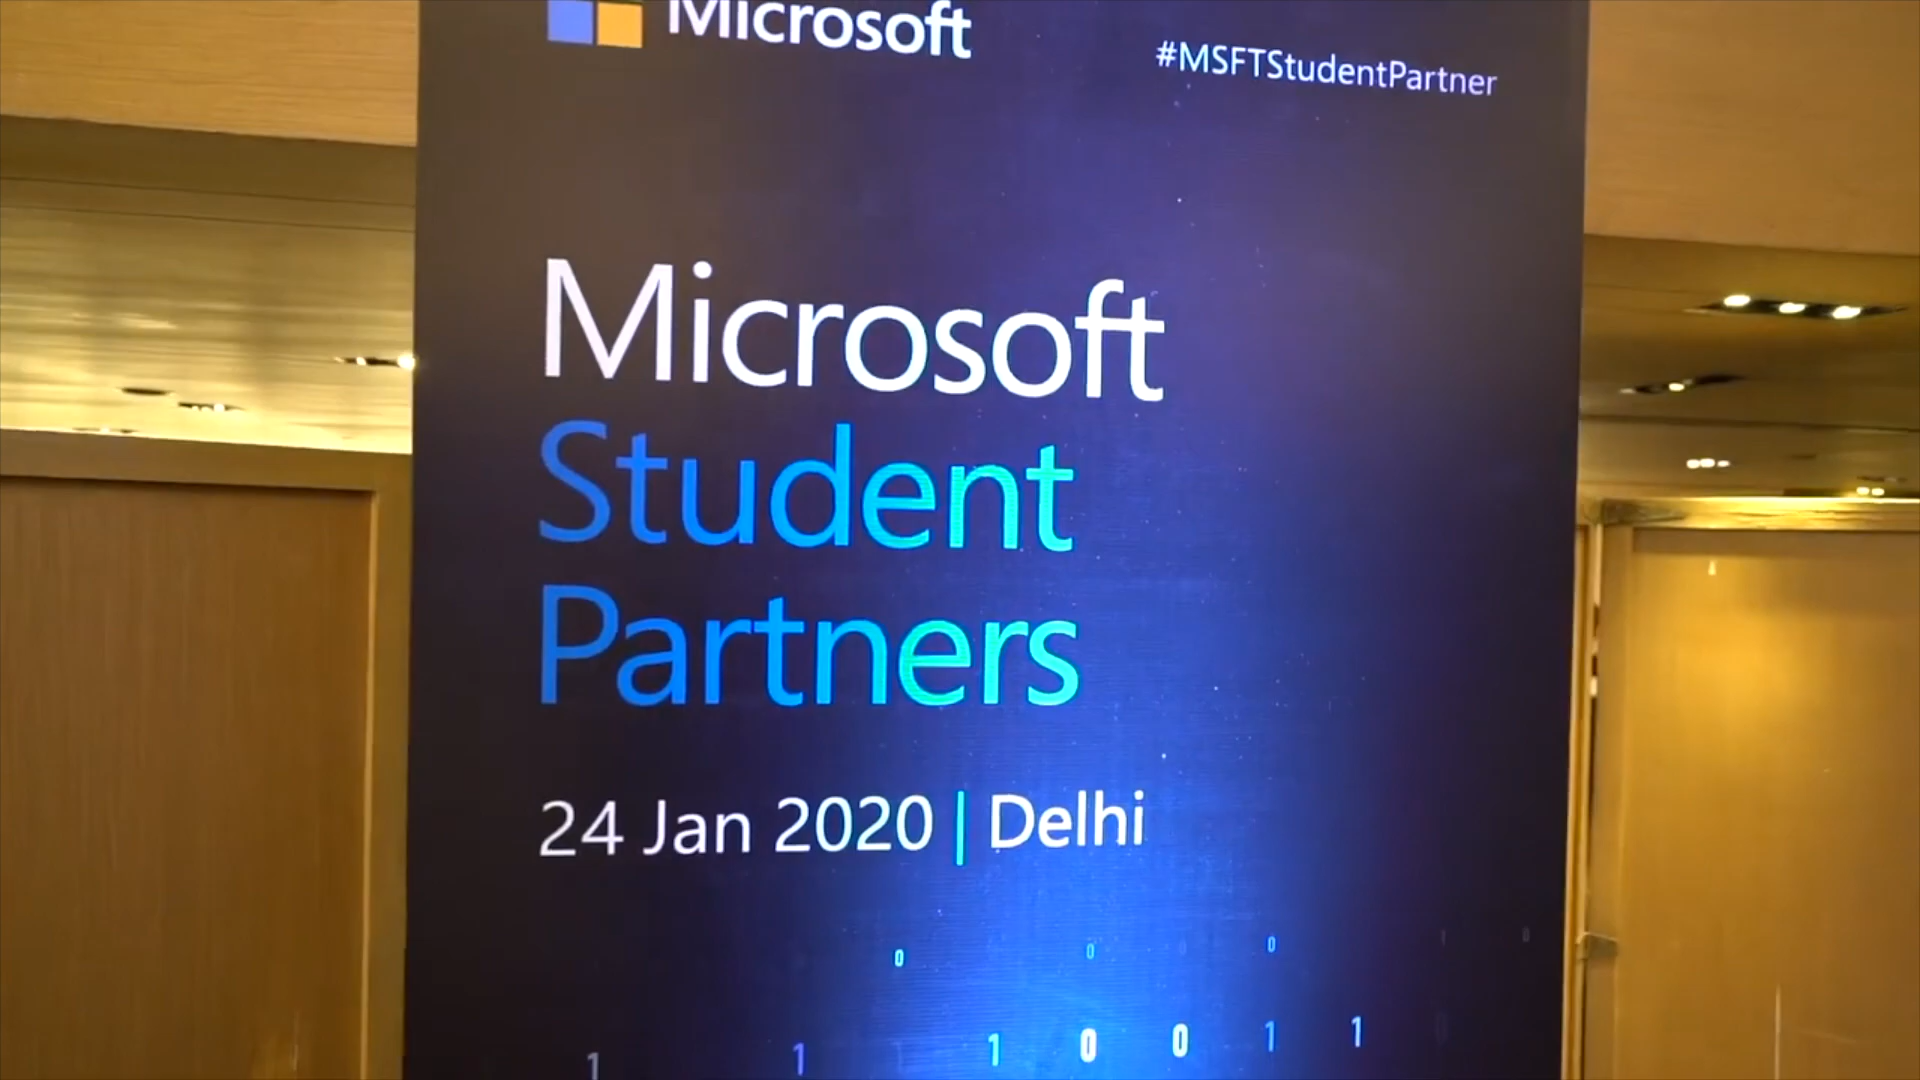 Microsoft
#MSFTStudentPartner
Microsoft
Student
Partners
24 Jan 2020 | Delhi
0 0 0
1 1 1 0 0 1 1